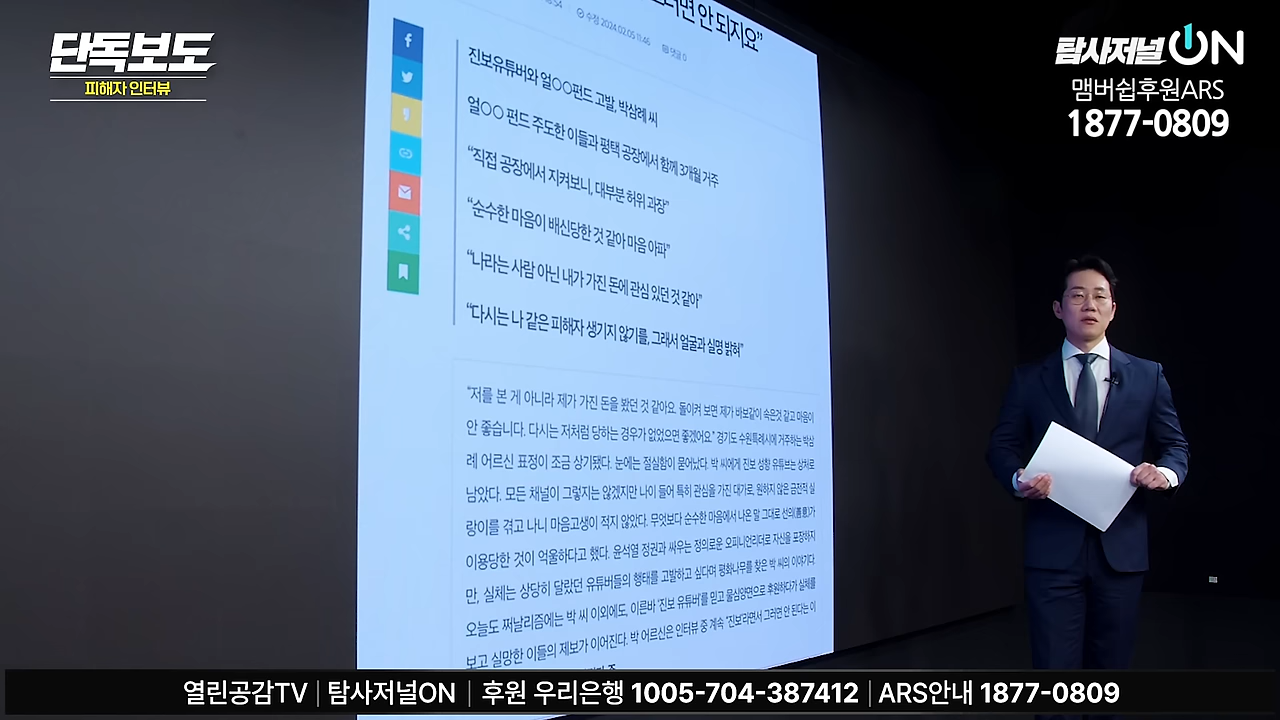 단독보도
피해자 인터뷰
탐사저널ON
맴버쉽후원ARS
1877-0809
그러면 안 되지요”
수정 2024.02.05 11:46 댓글 0
진보유튜버와 얼○○펀드 고발, 박삼례 씨
얼○○ 펀드 주도한 이들과 평택 공장에서 함께 3개월 거주
“직접 공장에서 지켜보니, 대부분 허위 과장”
“순수한 마음이 배신당한 것 같아 마음 아파”
“나라는 사람 아닌 내가 가진 돈에 관심 있던 것 같아”
“다시는 나 같은 피해자 생기지 않기를, 그래서 얼굴과 실명 밝혀”
“저를 본 게 아니라 제가 가진 돈을 봤던 것 같아요. 돌이켜 보면 제가 바보같이 속은것 같고 마음이
안 좋습니다. 다시는 저처럼 당하는 경우가 없었으면 좋겠어요.” 경기도 수원특례시에 거주하는 박삼
례 어르신 표정이 조금 상기됐다. 눈에는 절실함이 묻어났다. 박 씨에게 진보 성향 유튜브는 상처로
남았다. 모든 채널이 그렇지는 않겠지만 나이 들어 특히 관심을 가진 대가로, 원하지 않은 금전적 실
랑이를 겪고 나니 마음고생이 적지 않았다. 무엇보다 순수한 마음에서 나온 말 그대로 선의(善意)가
이용당한 것이 억울하다고 했다. 윤석열 정권과 싸우는 정의로운 오피니언리더로 자신을 포장하지
만, 실체는 상당히 달랐던 유튜버들의 행태를 고발하고 싶다며 평화나무를 찾은 박 씨의 이야기다.
오늘도 쩌날리즘에는 박 씨 이외에도, 이른바 ‘진보 유튜버’를 믿고 물심양면으로 후원하다가 실체를
보고 실망한 이들의 제보가 이어진다. 박 어르신은 인터뷰 중 계속 “진보라면서 그러면 안 된다는 이
열린공감TV | 탐사저널ON | 후원 우리은행 1005-704-387412 | ARS안내 1877-0809